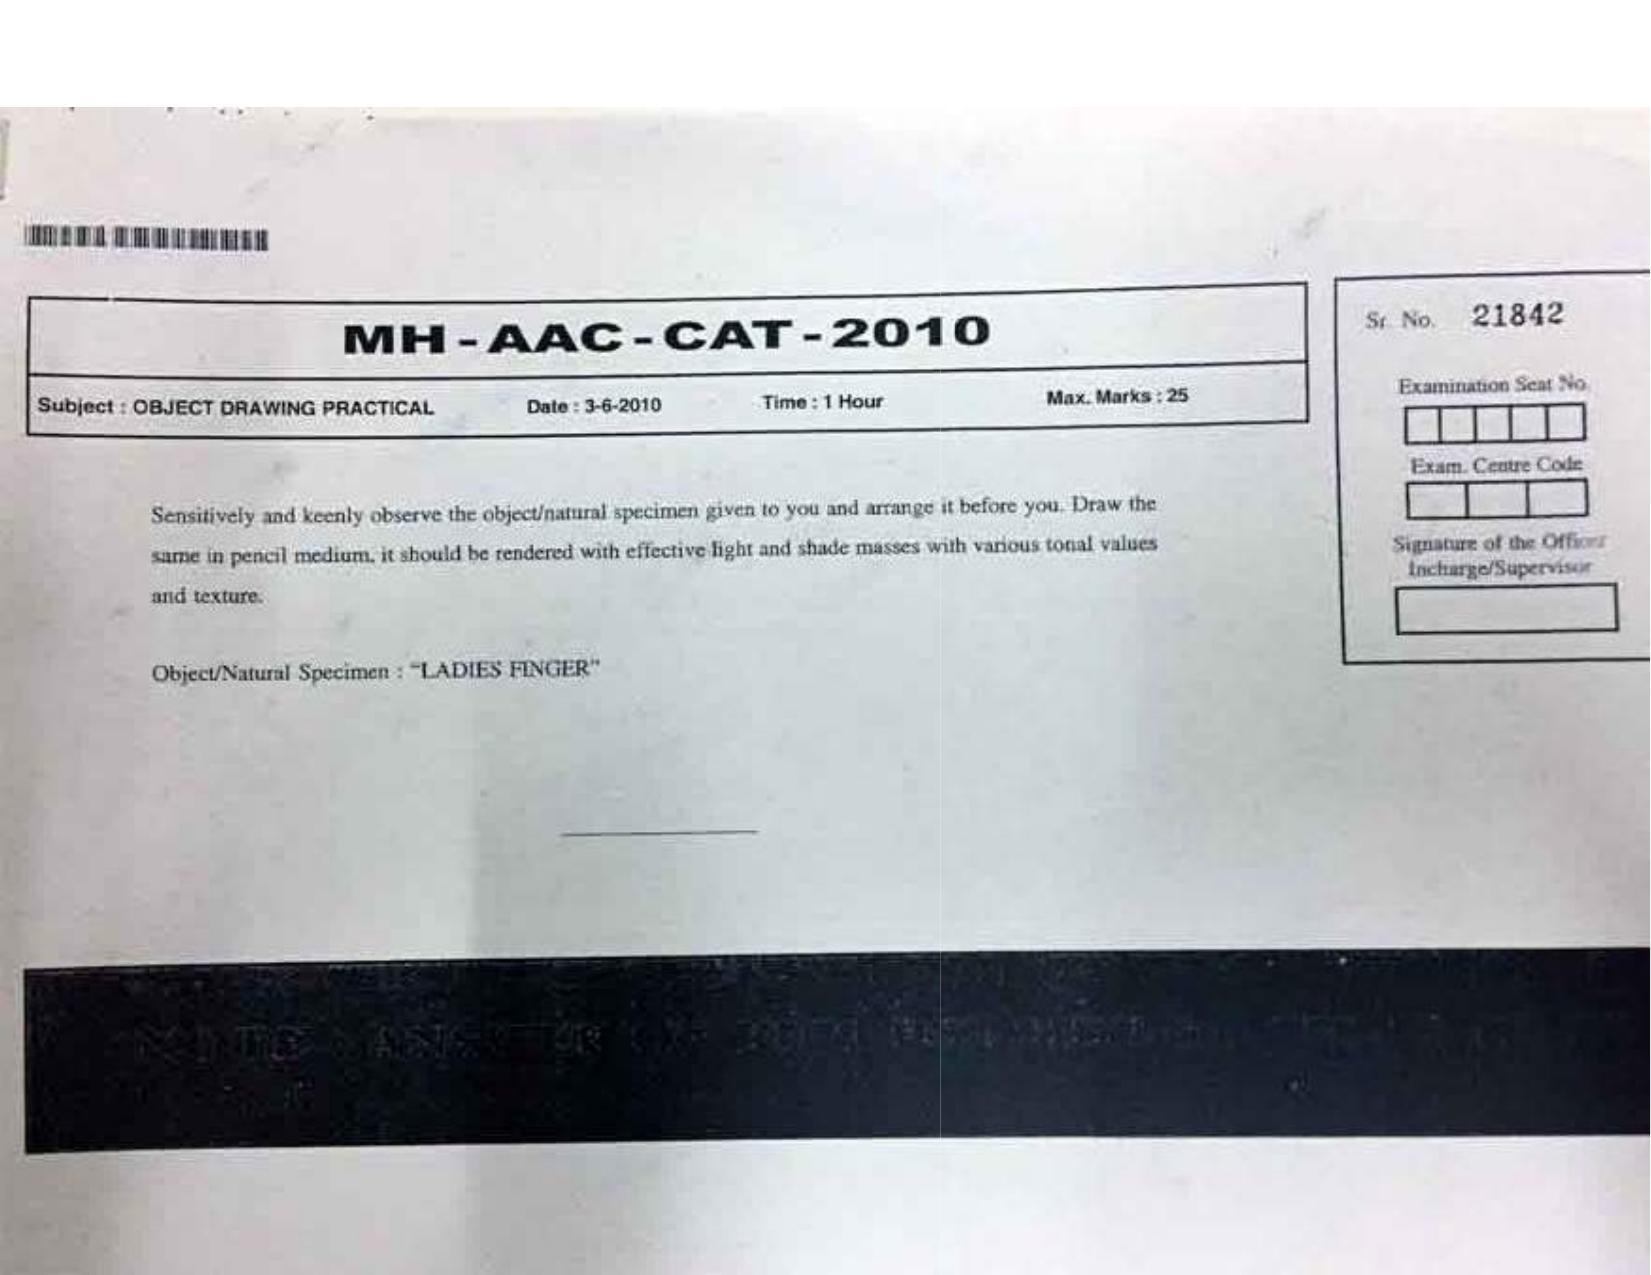 MH-AAC-CAT-2010
Subject : OBJECT DRAWING PRACTICAL Date : 3-6-2010 Time : 1 Hour Max. Marks : 25
Sr. No. 21842
Examination Seat No.
Exam. Centre Code
Signature of the Officer
Incharge/Supervisor
Sensitively and keenly observe the object/natural specimen given to you and arrange it before you. Draw the
same in pencil medium, it should be rendered with effective light and shade masses with various tonal values
and texture.
Object/Natural Specimen : "LADIES FINGER"